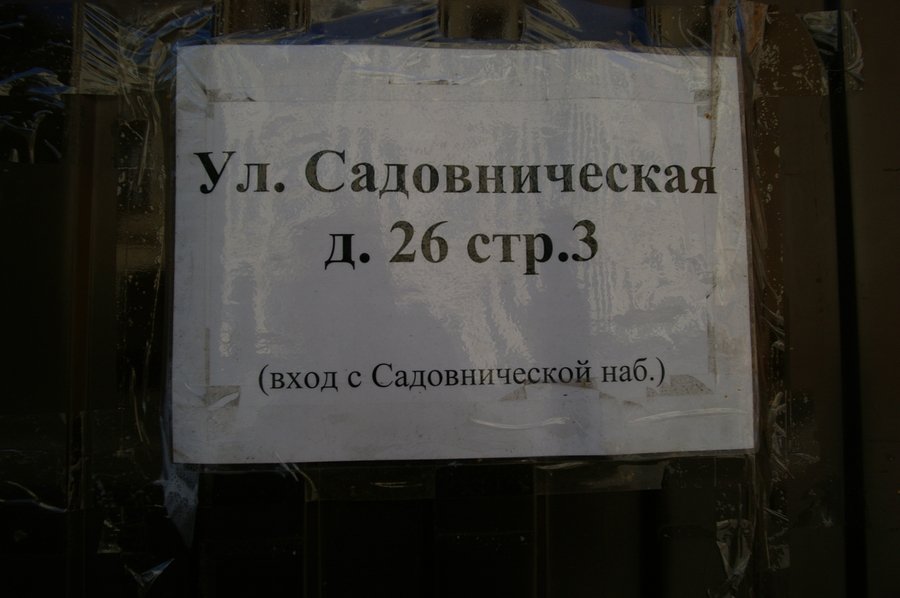 Ул. Садовническая
д. 26 стр.3
(вход с Садовнической наб.)